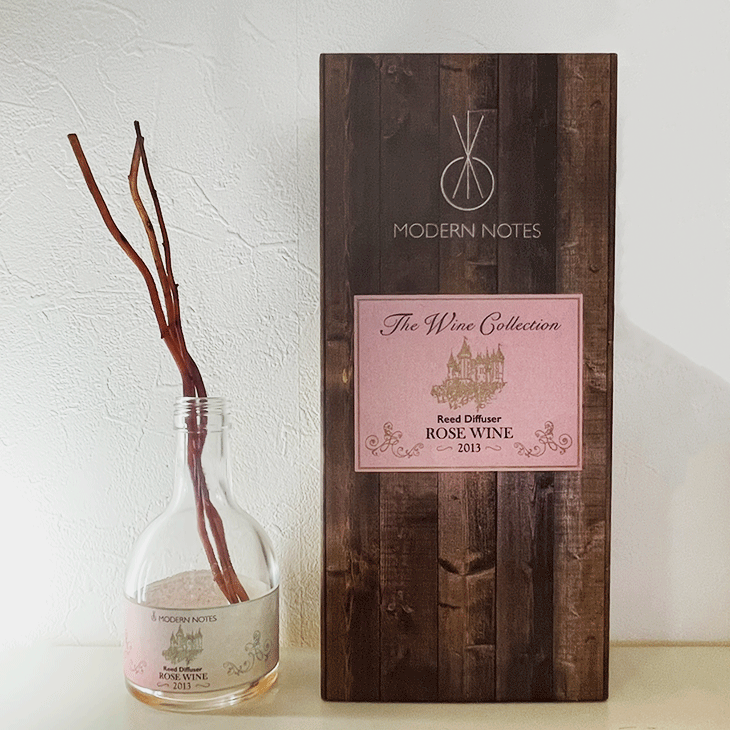 MODERN NOTES
The Wine Collection
Reed Diffuser
ROSE WINE
2013
MODERN NOTES
Reed Diffuser
ROSE WINE
2013